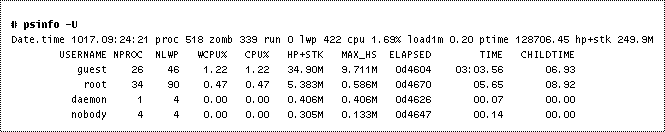 # psinfo -U
Date.time 1017.09:24:21 proc 518 zomb 339 run 0 lwp 422 cpu 1.69% load1m 0.20 ptime 128706.45 hp+stk 249.9M
USERNAME NPROC NLWP WCPU% CPU% HP+STK MAX_HS ELAPSED TIME CHILDTIME
guest 26 46 1.22 1.22 34.90M 9.711M 0d4604 03:03.56 06.93
root 34 90 0.47 0.47 5.383M 0.586M 0d4670 05.65 08.92
daemon 1 4 0.00 0.00 0.406M 0.406M 0d4626 00.07 00.00
nobody 4 4 0.00 0.00 0.305M 0.133M 0d4647 00.14 00.00